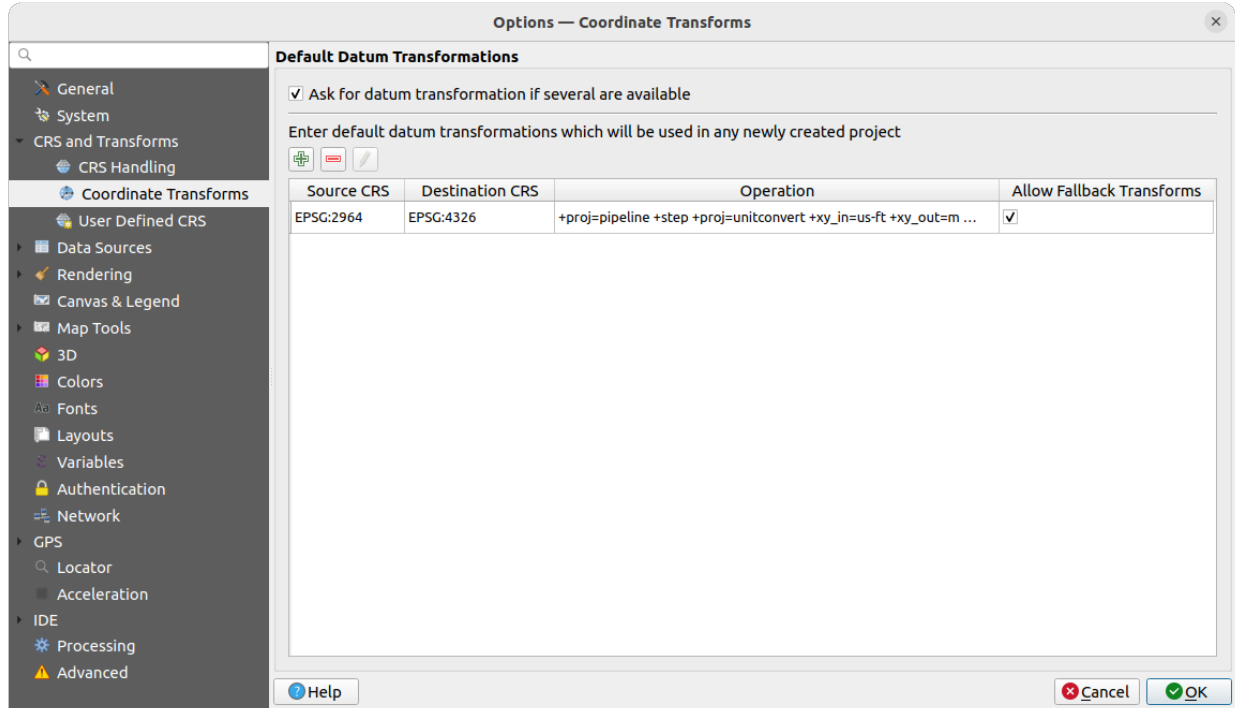 Options — Coordinate Transforms
General
System
CRS and Transforms
CRS Handling
Coordinate Transforms
User Defined CRS
Data Sources
Rendering
Canvas & Legend
Map Tools
3D
Colors
Fonts
Layouts
Variables
Authentication
Network
GPS
Locator
Acceleration
IDE
Processing
Advanced
Default Datum Transformations
Ask for datum transformation if several are available
Enter default datum transformations which will be used in any newly created project
Source CRS Destination CRS Operation Allow Fallback Transforms
EPSG:2964 EPSG:4326 +proj=pipeline +step +proj=unitconvert +xy_in=us-ft +xy_out=m ...
Help Cancel OK